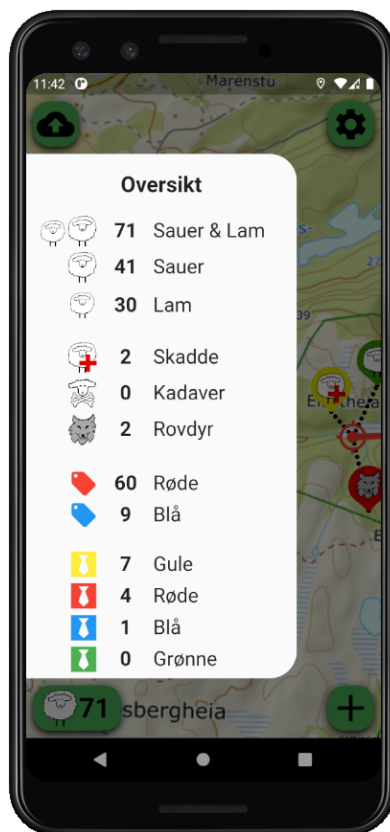 11:42
Marenstu
Oversikt
71 Sauer & Lam
41 Sauer
30 Lam
2 Skadde
0 Kadaver
2 Rovdyr
60 Røde
9 Blå
7 Gule
4 Røde
1 Blå
0 Grønne
39
71
sbergheia